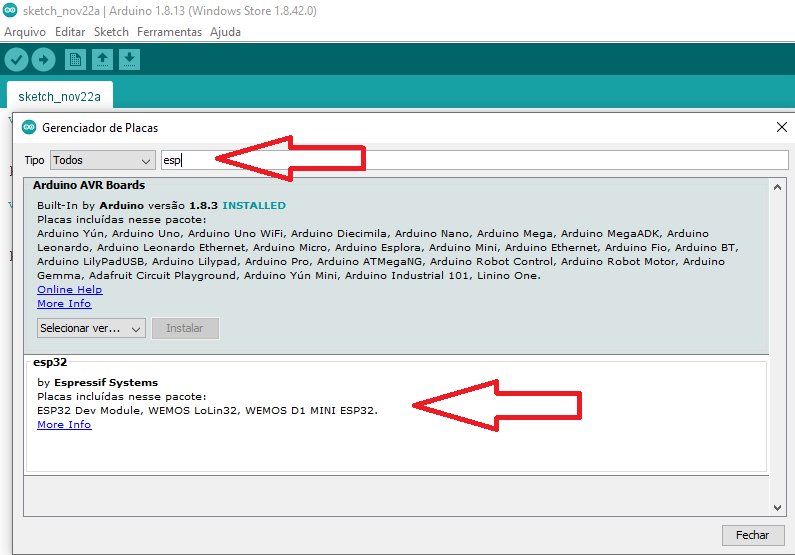 sketch_nov22a | Arduino 1.8.13 (Windows Store 1.8.42.0)
Arquivo Editar Sketch Ferramentas Ajuda
sketch_nov22a
Gerenciador de Placas
Tipo Todos esp
Arduino AVR Boards
Built-In by Arduino versão 1.8.3 INSTALLED
Placas incluídas nesse pacote:
Arduino Yún, Arduino Uno, Arduino Uno WiFi, Arduino Diecimila, Arduino Nano, Arduino Mega, Arduino MegaADK, Arduino
Leonardo, Arduino Leonardo Ethernet, Arduino Micro, Arduino Esplora, Arduino Mini, Arduino Ethernet, Arduino Fio, Arduino BT,
Arduino LilyPadUSB, Arduino Lilypad, Arduino Pro, Arduino ATMegaNG, Arduino Robot Control, Arduino Robot Motor, Arduino
Gemma, Adafruit Circuit Playground, Arduino Yún Mini, Arduino Industrial 101, Linino One.
Online Help
More Info
Selecionar ver... Instalar
esp32
by Espressif Systems
Placas incluídas nesse pacote:
ESP32 Dev Module, WEMOS LoLin32, WEMOS D1 MINI ESP32.
More Info
Fechar